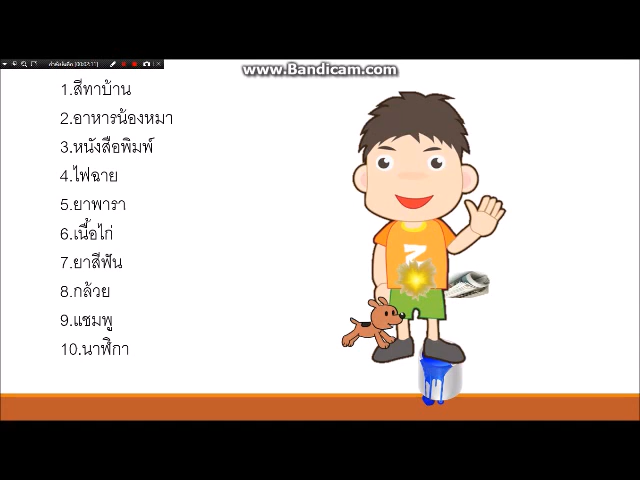 www.Bandicam.com
1.สีทาบ้าน
2.อาหารน้องหมา
3.หนังสือพิมพ์
4.ไฟฉาย
5.ยาพารา
6.เนื้อไก่
7.ยาสีฟัน
8.กล้วย
9.แชมพู
10.นาฬิกา